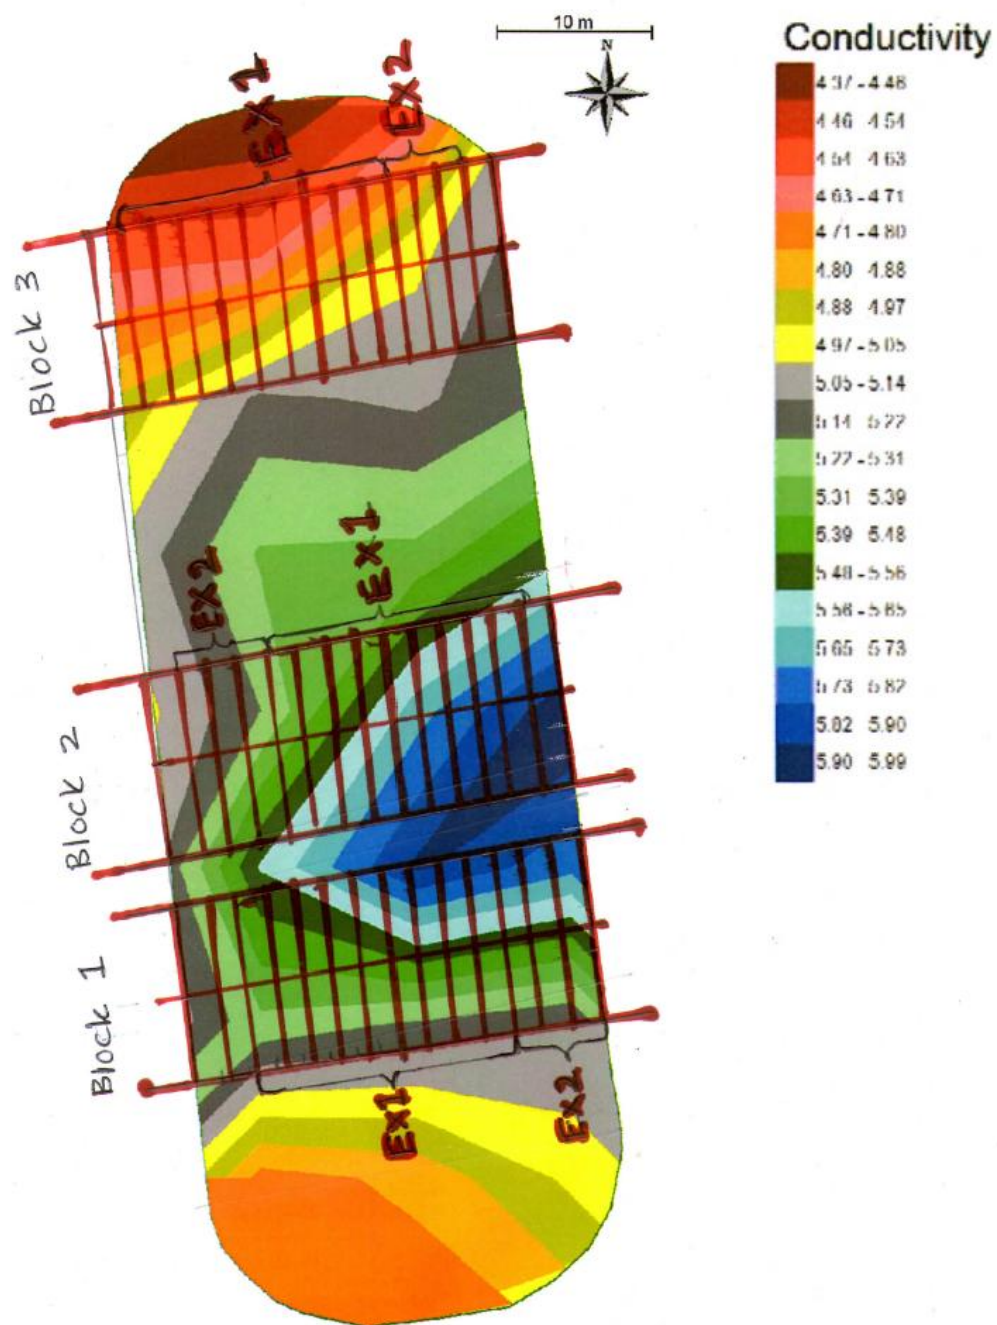 10 m
N
Conductivity
4.37 - 4.46
4.46 4.54
4.54 4.63
4.63 - 4.71
4.71 - 4.80
4.80 4.88
4.88 4.97
4.97 - 5.05
5.05 - 5.14
5.14 5.22
5.22 - 5.31
5.31 5.39
5.39 5.48
5.48 - 5.56
5.56 - 5.65
5.65 5.73
5.73 5.82
5.82 5.90
5.90 5.99
EX1
EX2
Block 3
EX2
EX1
Block 2
Block 1
EX1
EX2